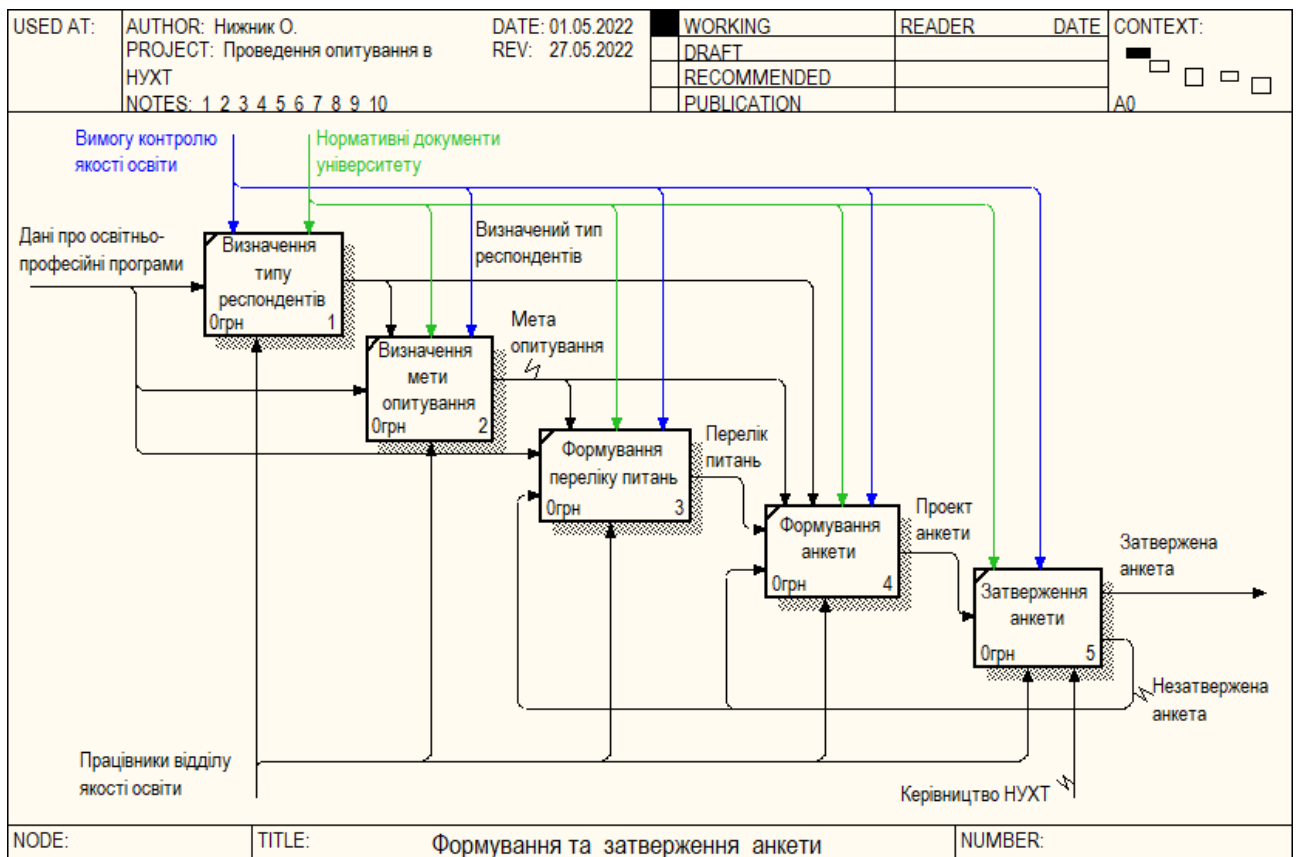 USED AT:
AUTHOR: Нижник О.
DATE: 01.05.2022
PROJECT: Проведення опитування в
REV: 27.05.2022
НУХТ
NOTES: 1 2 3 4 5 6 7 8 9 10
WORKING
DRAFT
RECOMMENDED
PUBLICATION
READER DATE
CONTEXT:
A0
Вимогу контролю
якості освіти
Нормативні документи
університету
Дані про освітньо-
професійні програми
Визначення
типу
респондентів
0грн 1
Визначений тип
респондентів
Визначення
мети
опитування
0грн 2
Мета
опитування
Формування
переліку питань
0грн 3
Перелік
питань
Формування
анкети
0грн 4
Проект
анкети
Затверження
анкети
0грн 5
Затвержена
анкета
Незатвержена
анкета
Працівники відділу
якості освіти
Керівництво НУХТ
NODE:
TITLE:
Формування та затверження анкети
NUMBER: